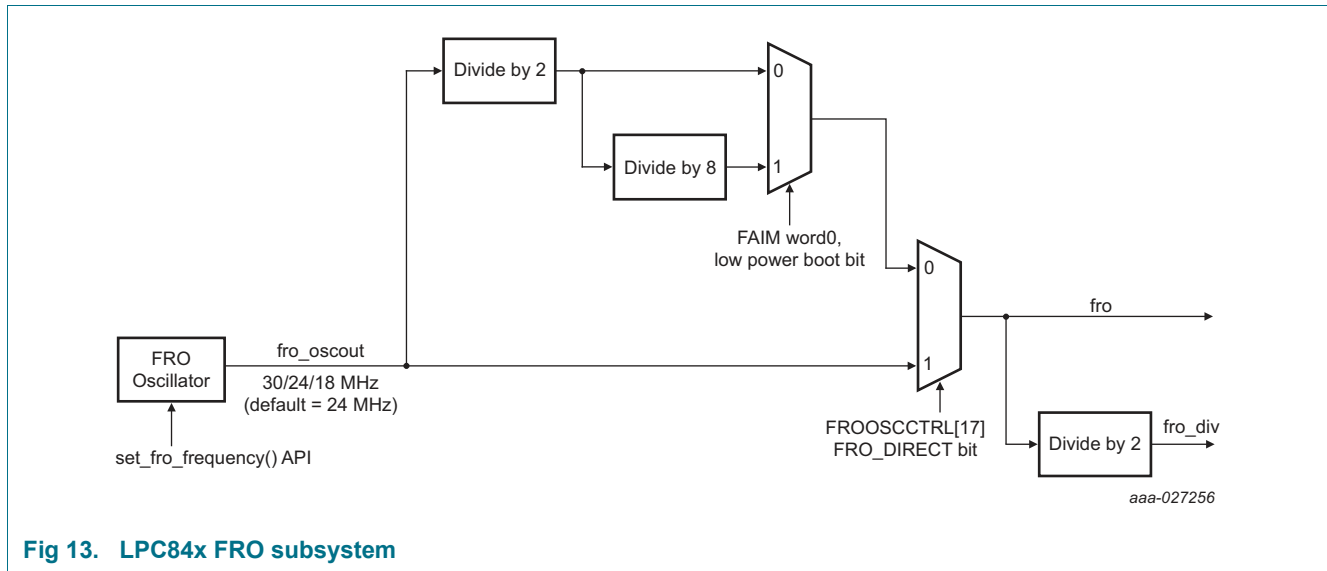 Divide by 2
0
Divide by 8
1
FAIM word0,
low power boot bit
0
fro
FRO
Oscillator
fro_oscout
30/24/18 MHz
(default = 24 MHz)
1
set_fro_frequency() API
FROOSCCTRL[17]
FRO_DIRECT bit
Divide by 2
fro_div
aaa-027256
Fig 13. LPC84x FRO subsystem